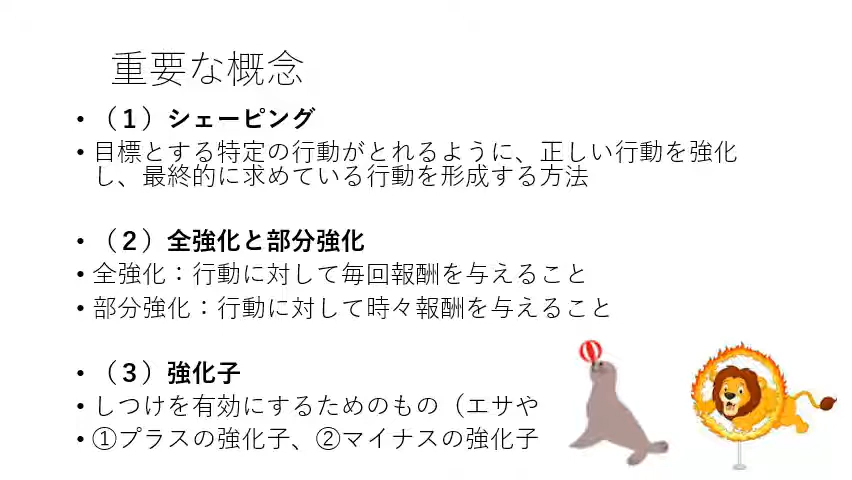 重要な概念
• （１）シェーピング
• 目標とする特定の行動がとれるように、正しい行動を強化
し、最終的に求めている行動を形成する方法
• （２）全強化と部分強化
• 全強化：行動に対して毎回報酬を与えること
• 部分強化：行動に対して時々報酬を与えること
• （３）強化子
• しつけを有効にするためのもの（エサや
• ①プラスの強化子、②マイナスの強化子